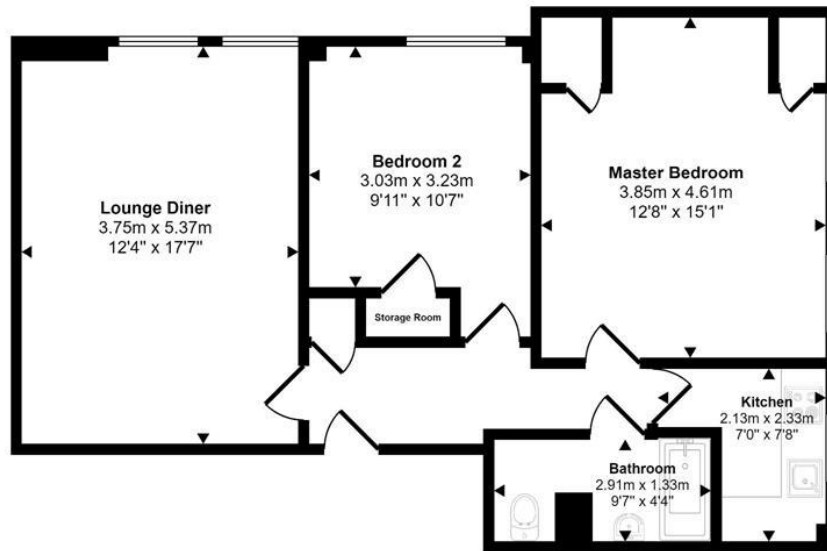 Lounge Diner
3.75m x 5.37m
12'4" x 17'7"
Bedroom 2
3.03m x 3.23m
9'11" x 10'7"
Storage Room
Master Bedroom
3.85m x 4.61m
12'8" x 15'1"
Kitchen
2.13m x 2.33m
7'0" x 7'8"
Bathroom
2.91m x 1.33m
9'7" x 4'4"